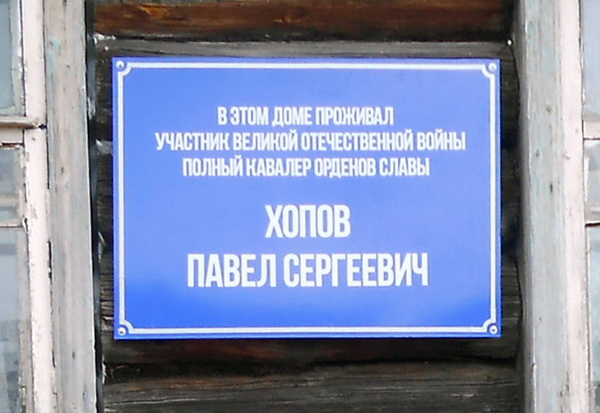 В ЭТОМ ДОМЕ ПРОЖИВАЛ
УЧАСТНИК ВЕЛИКОЙ ОТЕЧЕСТВЕННОЙ ВОЙНЫ
ПОЛНЫЙ КАВАЛЕР ОРДЕНОВ СЛАВЫ
ХОПОВ
ПАВЕЛ СЕРГЕЕВИЧ